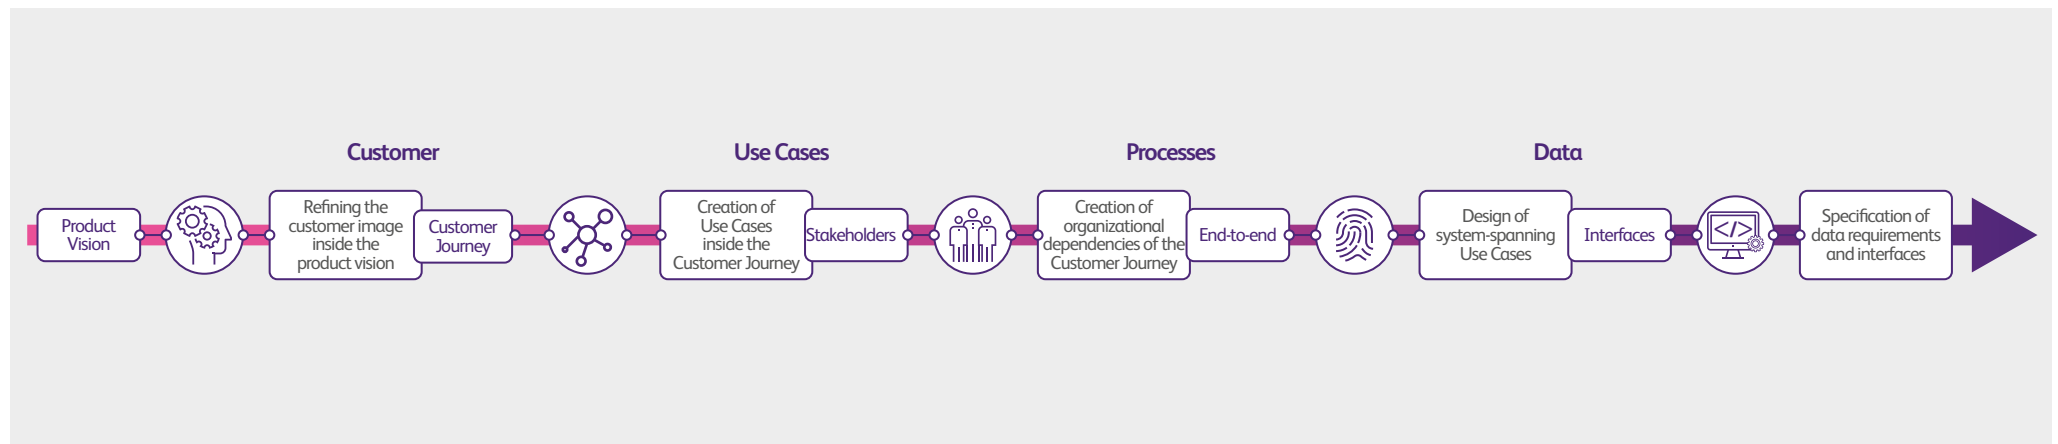 Customer
Use Cases
Processes
Data
Product
Vision
Refining the
customer image
inside the
product vision
Customer
Journey
Creation of
Use Cases
inside the
Customer Journey
Stakeholders
Creation of
organizational
dependencies of the
Customer Journey
End-to-end
Design of
system-spanning
Use Cases
Interfaces
</>
Specification of
data requirements
and interfaces